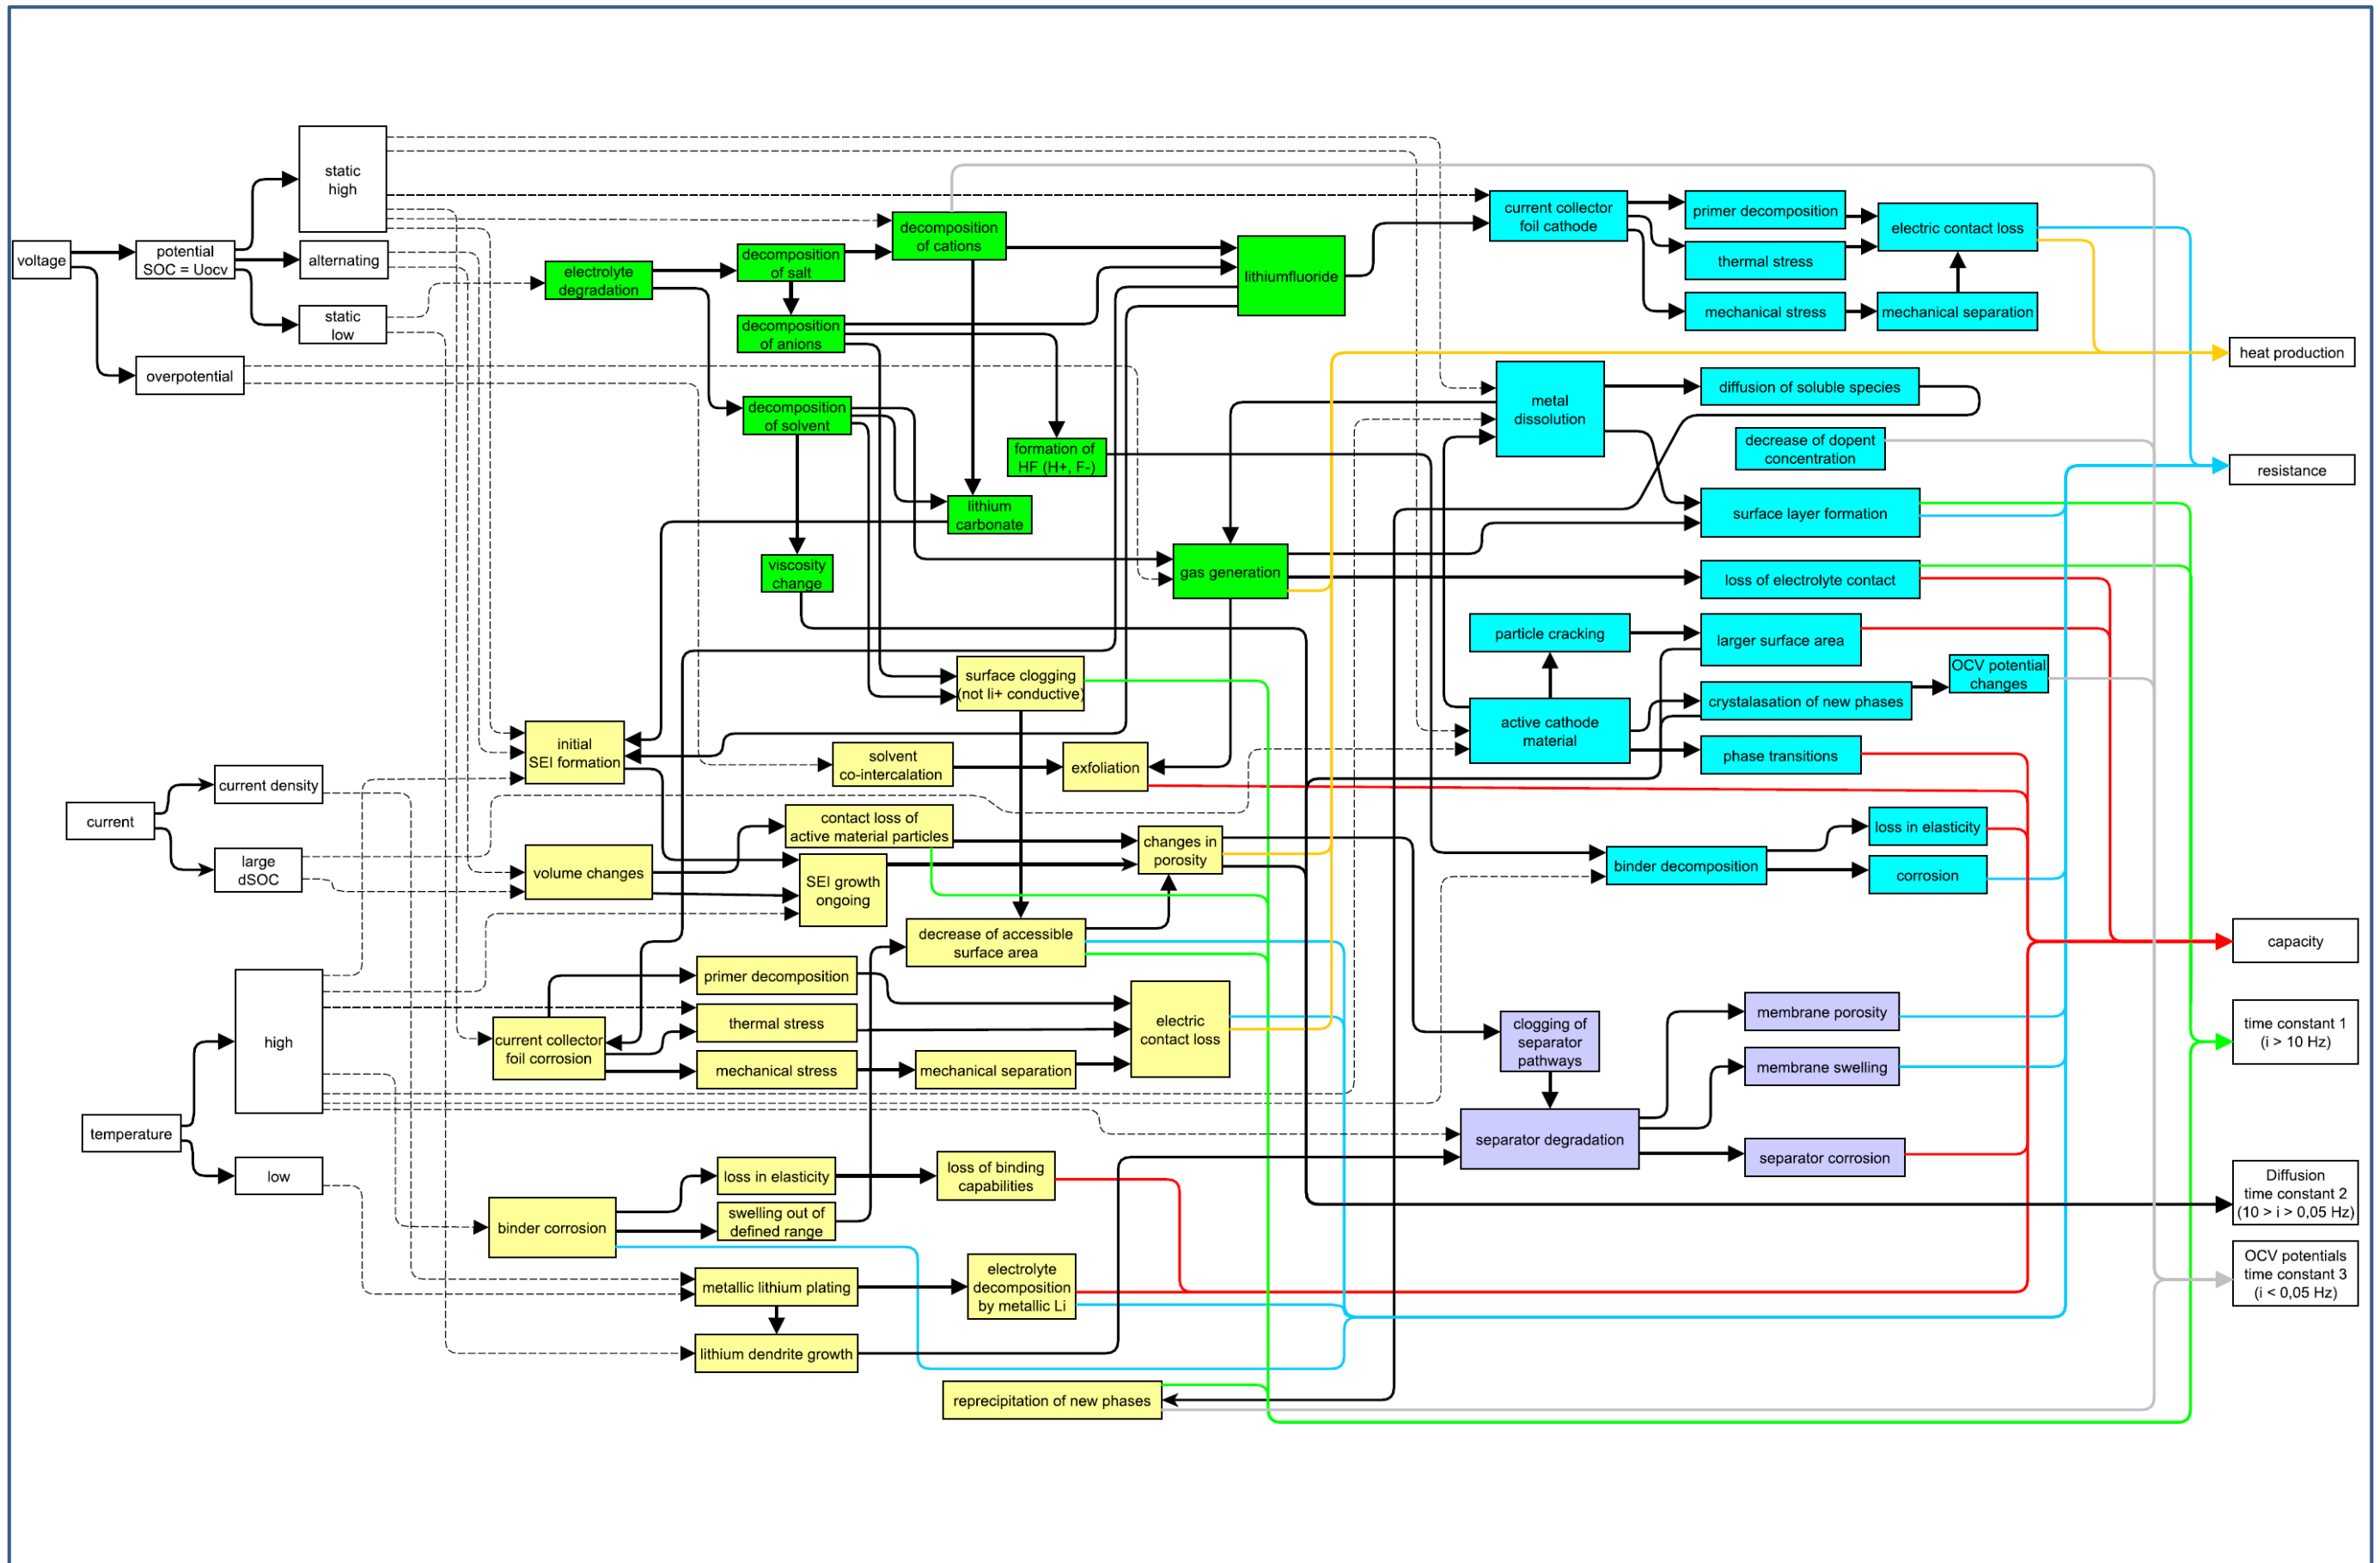 static
high
voltage
potential
SOC = Uocv
alternating
static
low
overpotential
electrolyte
degradation
decomposition
of salt
decomposition
of cations
decomposition
of anions
lithiumfluoride
decomposition
of solvent
formation of
HF (H+, F-)
lithium
carbonate
viscosity
change
gas generation
current collector
foil cathode
primer decomposition
thermal stress
mechanical stress
electric contact loss
mechanical separation
metal
dissolution
diffusion of soluble species
decrease of dopent
concentration
surface layer formation
loss of electrolyte contact
particle cracking
larger surface area
OCV potential
changes
crystalasation of new phases
active cathode
material
phase transitions
loss in elasticity
binder decomposition
corrosion
heat production
resistance
capacity
time constant 1
(i > 10 Hz)
Diffusion
time constant 2
(10 > i > 0,05 Hz)
OCV potentials
time constant 3
(i < 0,05 Hz)
surface clogging
(not li+ conductive)
initial
SEI formation
solvent
co-intercalation
exfoliation
current
current density
large
dSOC
volume changes
contact loss of
active material particles
SEI growth
ongoing
changes in
porosity
decrease of accessible
surface area
primer decomposition
thermal stress
mechanical stress
mechanical separation
electric
contact loss
current collector
foil corrosion
high
temperature
low
clogging of
separator
pathways
membrane porosity
membrane swelling
separator degradation
separator corrosion
loss in elasticity
loss of binding
capabilities
binder corrosion
swelling out of
defined range
metallic lithium plating
electrolyte
decomposition
by metallic Li
lithium dendrite growth
reprecipitation of new phases